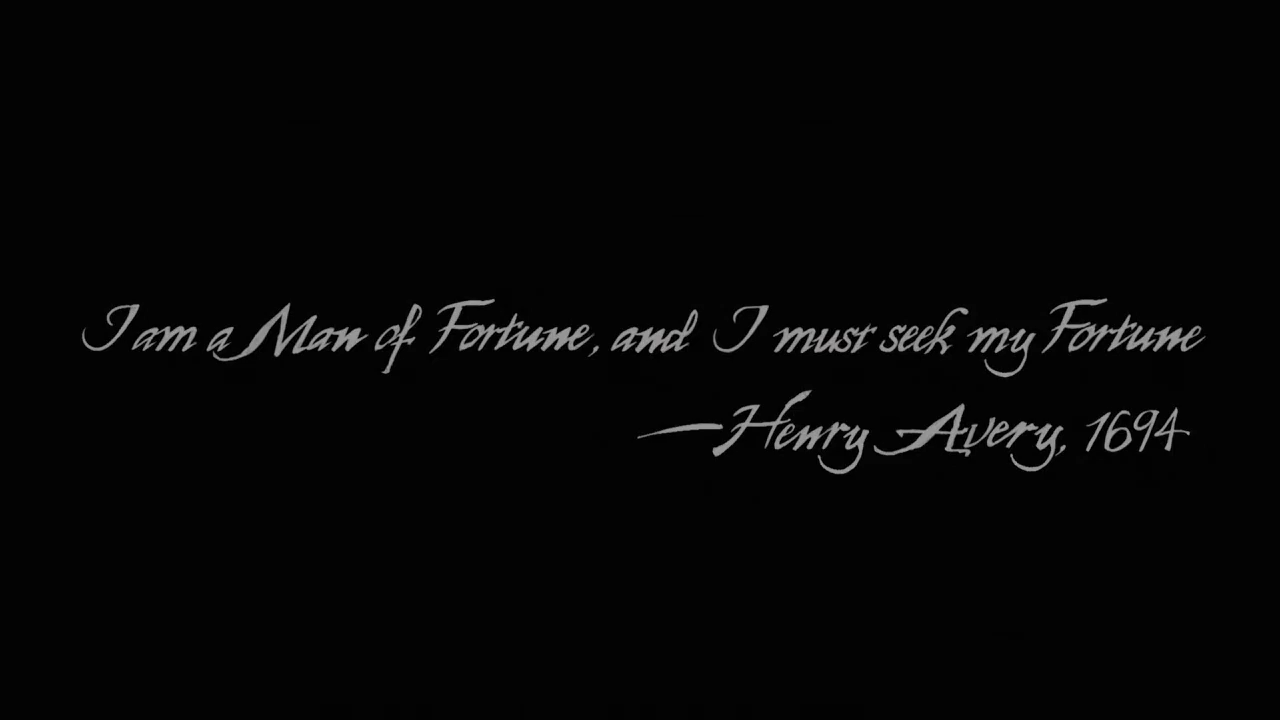 I am a Man of Fortune, and I must seek my Fortune
—Henry Avery, 1694